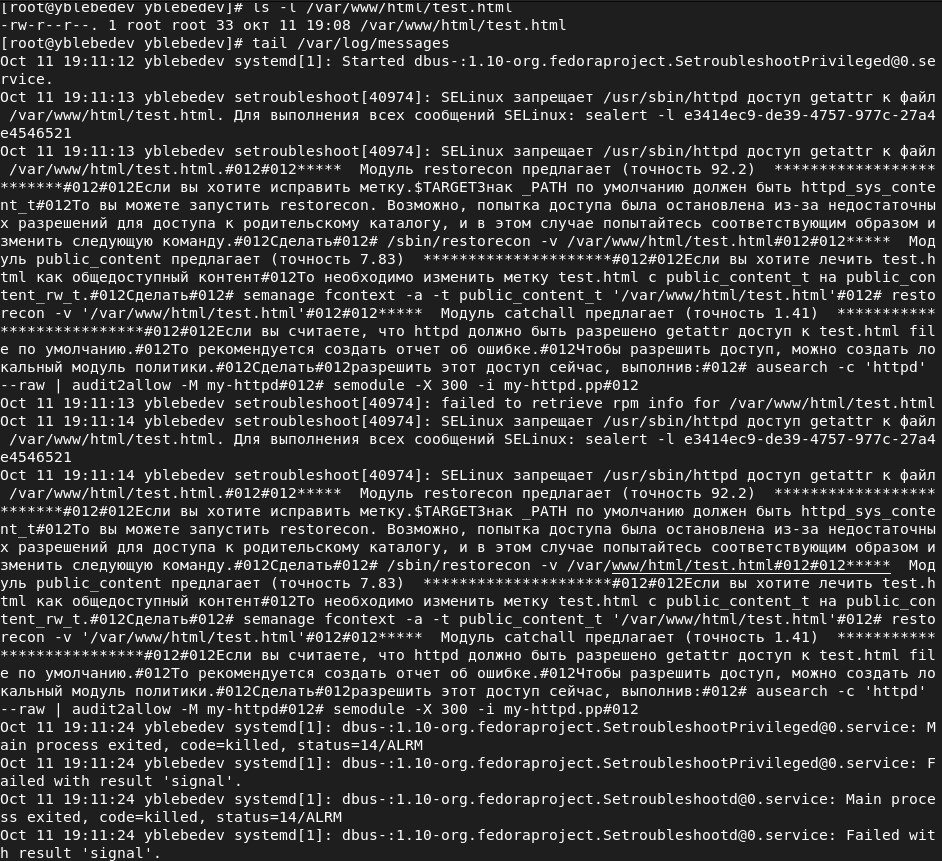 [root@yblebedev yblebedev]# ls -l /var/www/html/test.html
-rw-r--r--. 1 root root 33 окт 11 19:08 /var/www/html/test.html
[root@yblebedev yblebedev]# tail /var/log/messages
Oct 11 19:11:12 yblebedev systemd[1]: Started dbus-:1.10-org.fedoraproject.SetroubleshootPrivileged@0.se
rvice.
Oct 11 19:11:13 yblebedev setroubleshoot[40974]: SELinux запрещает /usr/sbin/httpd доступ getattr к файл
 /var/www/html/test.html. Для выполнения всех сообщений SELinux: sealert -l e3414ec9-de39-4757-977c-27a4
e4546521
Oct 11 19:11:13 yblebedev setroubleshoot[40974]: SELinux запрещает /usr/sbin/httpd доступ getattr к файл
 /var/www/html/test.html.#012#012*****  Модуль restorecon предлагает (точность 92.2)  ******************
*******#012#012Если вы хотите исправить метку.$TARGETЗнак _PATH по умолчанию должен быть httpd_sys_conte
nt_t#012То вы можете запустить restorecon. Возможно, попытка доступа была остановлена из-за недостаточны
х разрешений для доступа к родительскому каталогу, и в этом случае попытайтесь соответствующим образом и
зменить следующую команду.#012Сделать#012# /sbin/restorecon -v /var/www/html/test.html#012#012*****  Мод
уль public_content предлагает (точность 7.83)  *********************#012#012Если вы хотите лечить test.h
tml как общедоступный контент#012То необходимо изменить метку test.html с public_content_t на public_con
tent_rw_t.#012Сделать#012# semanage fcontext -a -t public_content_t '/var/www/html/test.html'#012# resto
recon -v '/var/www/html/test.html'#012#012*****  Модуль catchall предлагает (точность 1.41)  ***********
****************#012#012Если вы считаете, что httpd должно быть разрешено getattr доступ к test.html fil
e по умолчанию.#012То рекомендуется создать отчет об ошибке.#012Чтобы разрешить доступ, можно создать ло
кальный модуль политики.#012Сделать#012разрешить этот доступ сейчас, выполнив:#012# ausearch -c 'httpd'
--raw | audit2allow -M my-httpd#012# semodule -X 300 -i my-httpd.pp#012
Oct 11 19:11:13 yblebedev setroubleshoot[40974]: failed to retrieve rpm info for /var/www/html/test.html
Oct 11 19:11:14 yblebedev setroubleshoot[40974]: SELinux запрещает /usr/sbin/httpd доступ getattr к файл
 /var/www/html/test.html. Для выполнения всех сообщений SELinux: sealert -l e3414ec9-de39-4757-977c-27a4
e4546521
Oct 11 19:11:14 yblebedev setroubleshoot[40974]: SELinux запрещает /usr/sbin/httpd доступ getattr к файл
 /var/www/html/test.html.#012#012*****  Модуль restorecon предлагает (точность 92.2)  ******************
*******#012#012Если вы хотите исправить метку.$TARGETЗнак _PATH по умолчанию должен быть httpd_sys_conte
nt_t#012То вы можете запустить restorecon. Возможно, попытка доступа была остановлена из-за недостаточны
х разрешений для доступа к родительскому каталогу, и в этом случае попытайтесь соответствующим образом и
зменить следующую команду.#012Сделать#012# /sbin/restorecon -v /var/www/html/test.html#012#012*****  Мод
уль public_content предлагает (точность 7.83)  *********************#012#012Если вы хотите лечить test.h
tml как общедоступный контент#012То необходимо изменить метку test.html с public_content_t на public_con
tent_rw_t.#012Сделать#012# semanage fcontext -a -t public_content_t '/var/www/html/test.html'#012# resto
recon -v '/var/www/html/test.html'#012#012*****  Модуль catchall предлагает (точность 1.41)  ***********
****************#012#012Если вы считаете, что httpd должно быть разрешено getattr доступ к test.html fil
e по умолчанию.#012То рекомендуется создать отчет об ошибке.#012Чтобы разрешить доступ, можно создать ло
кальный модуль политики.#012Сделать#012разрешить этот доступ сейчас, выполнив:#012# ausearch -c 'httpd'
--raw | audit2allow -M my-httpd#012# semodule -X 300 -i my-httpd.pp#012
Oct 11 19:11:24 yblebedev systemd[1]: dbus-:1.10-org.fedoraproject.SetroubleshootPrivileged@0.service: M
ain process exited, code=killed, status=14/ALRM
Oct 11 19:11:24 yblebedev systemd[1]: dbus-:1.10-org.fedoraproject.SetroubleshootPrivileged@0.service: F
ailed with result 'signal'.
Oct 11 19:11:24 yblebedev systemd[1]: dbus-:1.10-org.fedoraproject.Setroubleshootd@0.service: Main proce
ss exited, code=killed, status=14/ALRM
Oct 11 19:11:24 yblebedev systemd[1]: dbus-:1.10-org.fedoraproject.Setroubleshootd@0.service: Failed wit
h result 'signal'.